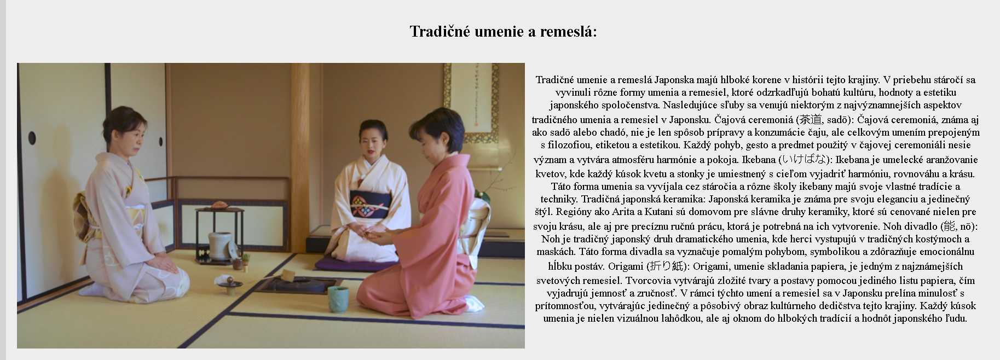 Tradičné umenie a remeslá:
Tradičné umenie a remeslá Japonska majú hlboké korene v histórii tejto krajiny. V priebehu stáročí sa
vyvinuli rôzne formy umenia a remesiel, ktoré odzrkadľujú bohatú kultúru, hodnoty a estetiku
japonského spoločenstva. Nasledujúce sľuby sa venujú niektorým z najvýznamnejších aspektov
tradičného umenia a remesiel v Japonsku. Čajová ceremoniá (茶道, sadō): Čajová ceremoniá, známa aj
ako sadō alebo chadó, nie je len spôsob prípravy a konzumácie čaju, ale celkovým umením prepojeným
s filozofiou, etiketou a estetikou. Každý pohyb, gesto a predmet použitý v čajovej ceremoniáli nesie
význam a vytvára atmosféru harmónie a pokoja. Ikebana (いけばな): Ikebana je umelecké aranžovanie
kvetov, kde každý kúsok kvetu a stonky je umiestnený s cieľom vyjadriť harmóniu, rovnováhu a krásu.
Táto forma umenia sa vyvíjala cez stáročia a rôzne školy ikebany majú svoje vlastné tradície a
techniky. Tradičná japonská keramika: Japonská keramika je známa pre svoju eleganciu a jedinečný
štýl. Regióny ako Arita a Kutani sú domovom pre slávne druhy keramiky, ktoré sú cenované nielen pre
svoju krásu, ale aj pre precíznu ručnú prácu, ktorá je potrebná na ich vytvorenie. Noh divadlo (能, nō):
Noh je tradičný japonský druh dramatického umenia, kde herci vystupujú v tradičných kostýmoch a
maskách. Táto forma divadla sa vyznačuje pomalým pohybom, symbolikou a zdôrazňuje emocionálnu
hĺbku postáv. Origami (折り紙): Origami, umenie skladania papiera, je jedným z najznámejších
svetových remesiel. Tvorcovia vytvárajú zložité tvary a postavy pomocou jediného listu papiera, čím
vyjadrujú jemnosť a zručnosť. V rámci týchto umení a remesiel sa v Japonsku prelína minulosť s
prítomnosťou, vytvárajúc jedinečný a pôsobivý obraz kultúrneho dedičstva tejto krajiny. Každý kúsok
umenia je nielen vizuálnou lahôdkou, ale aj oknom do hlbokých tradícií a hodnôt japonského ľudu.